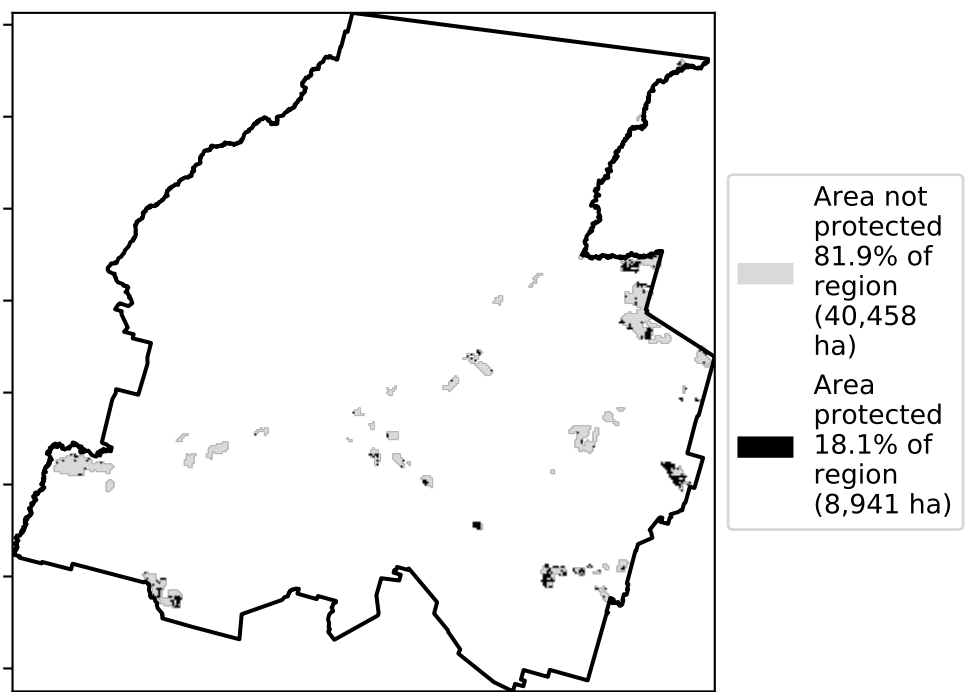 Area not
protected
81.9% of
region
(40,458
ha)
Area
protected
18.1% of
region
(8,941 ha)